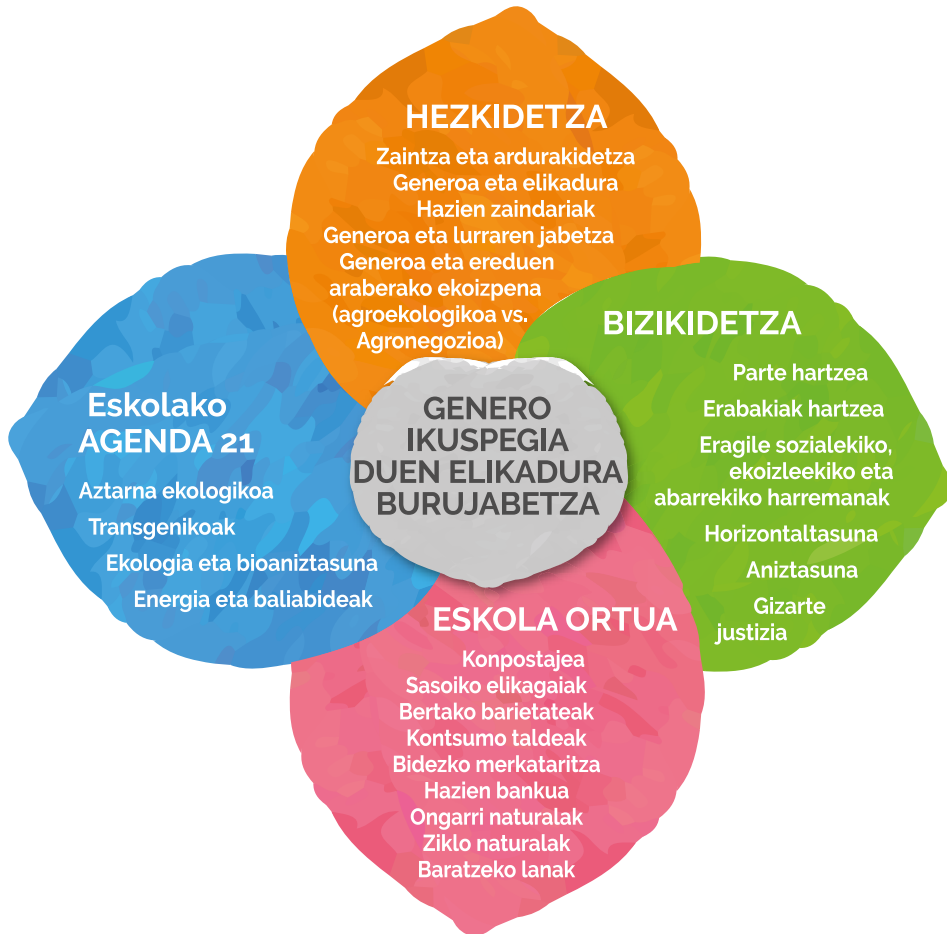 HEZKIDETZA
Zaintza eta ardurakidetza
Generoa eta elikadura
Hazien zaindariak
Generoa eta lurraren jabetza
Generoa eta ereduen
araberako ekoizpena
(agroekologikoa vs.
Agronegozioa)
BIZIKIDETZA
Parte hartzea
Erabakiak hartzea
Eragile sozialekiko,
ekoizleekiko eta
abarrekiko harremanak
Horizontaltasuna
Aniztasuna
Gizarte
justizia
Eskolako
AGENDA 21
Aztarna ekologikoa
Transgenikoak
Ekologia eta bioaniztasuna
Energia eta baliabideak
GENERO
IKUSPEGIA
DUEN ELIKADURA
BURUJABETZA
ESKOLA ORTUA
Konpostajea
Sasoiko elikagaiak
Bertako barietateak
Kontsumo taldeak
Bidezko merkataritza
Hazien bankua
Ongarri naturalak
Ziklo naturalak
Baratzeko lanak